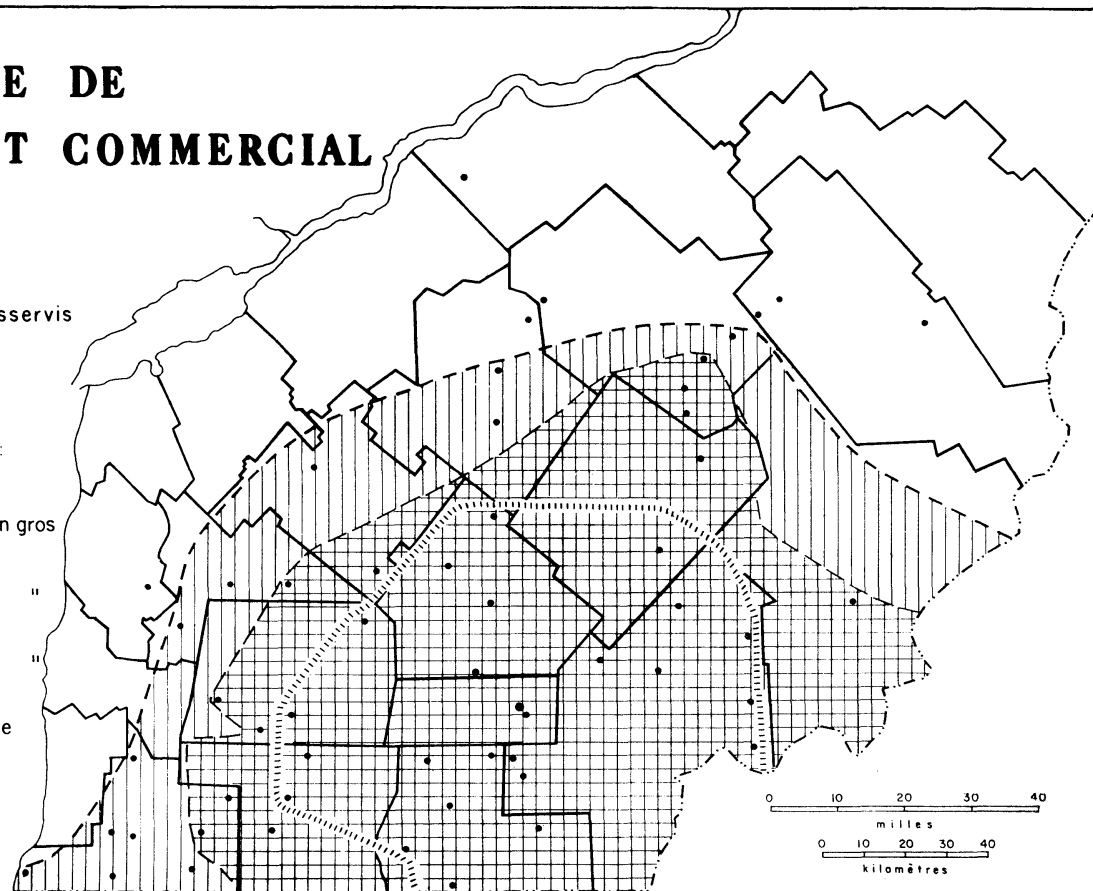 E DE
T COMMERCIAL
sservis
:
n gros
"
"
e
0 10 20 30 40
milles
0 10 20 30 40
kilomètres